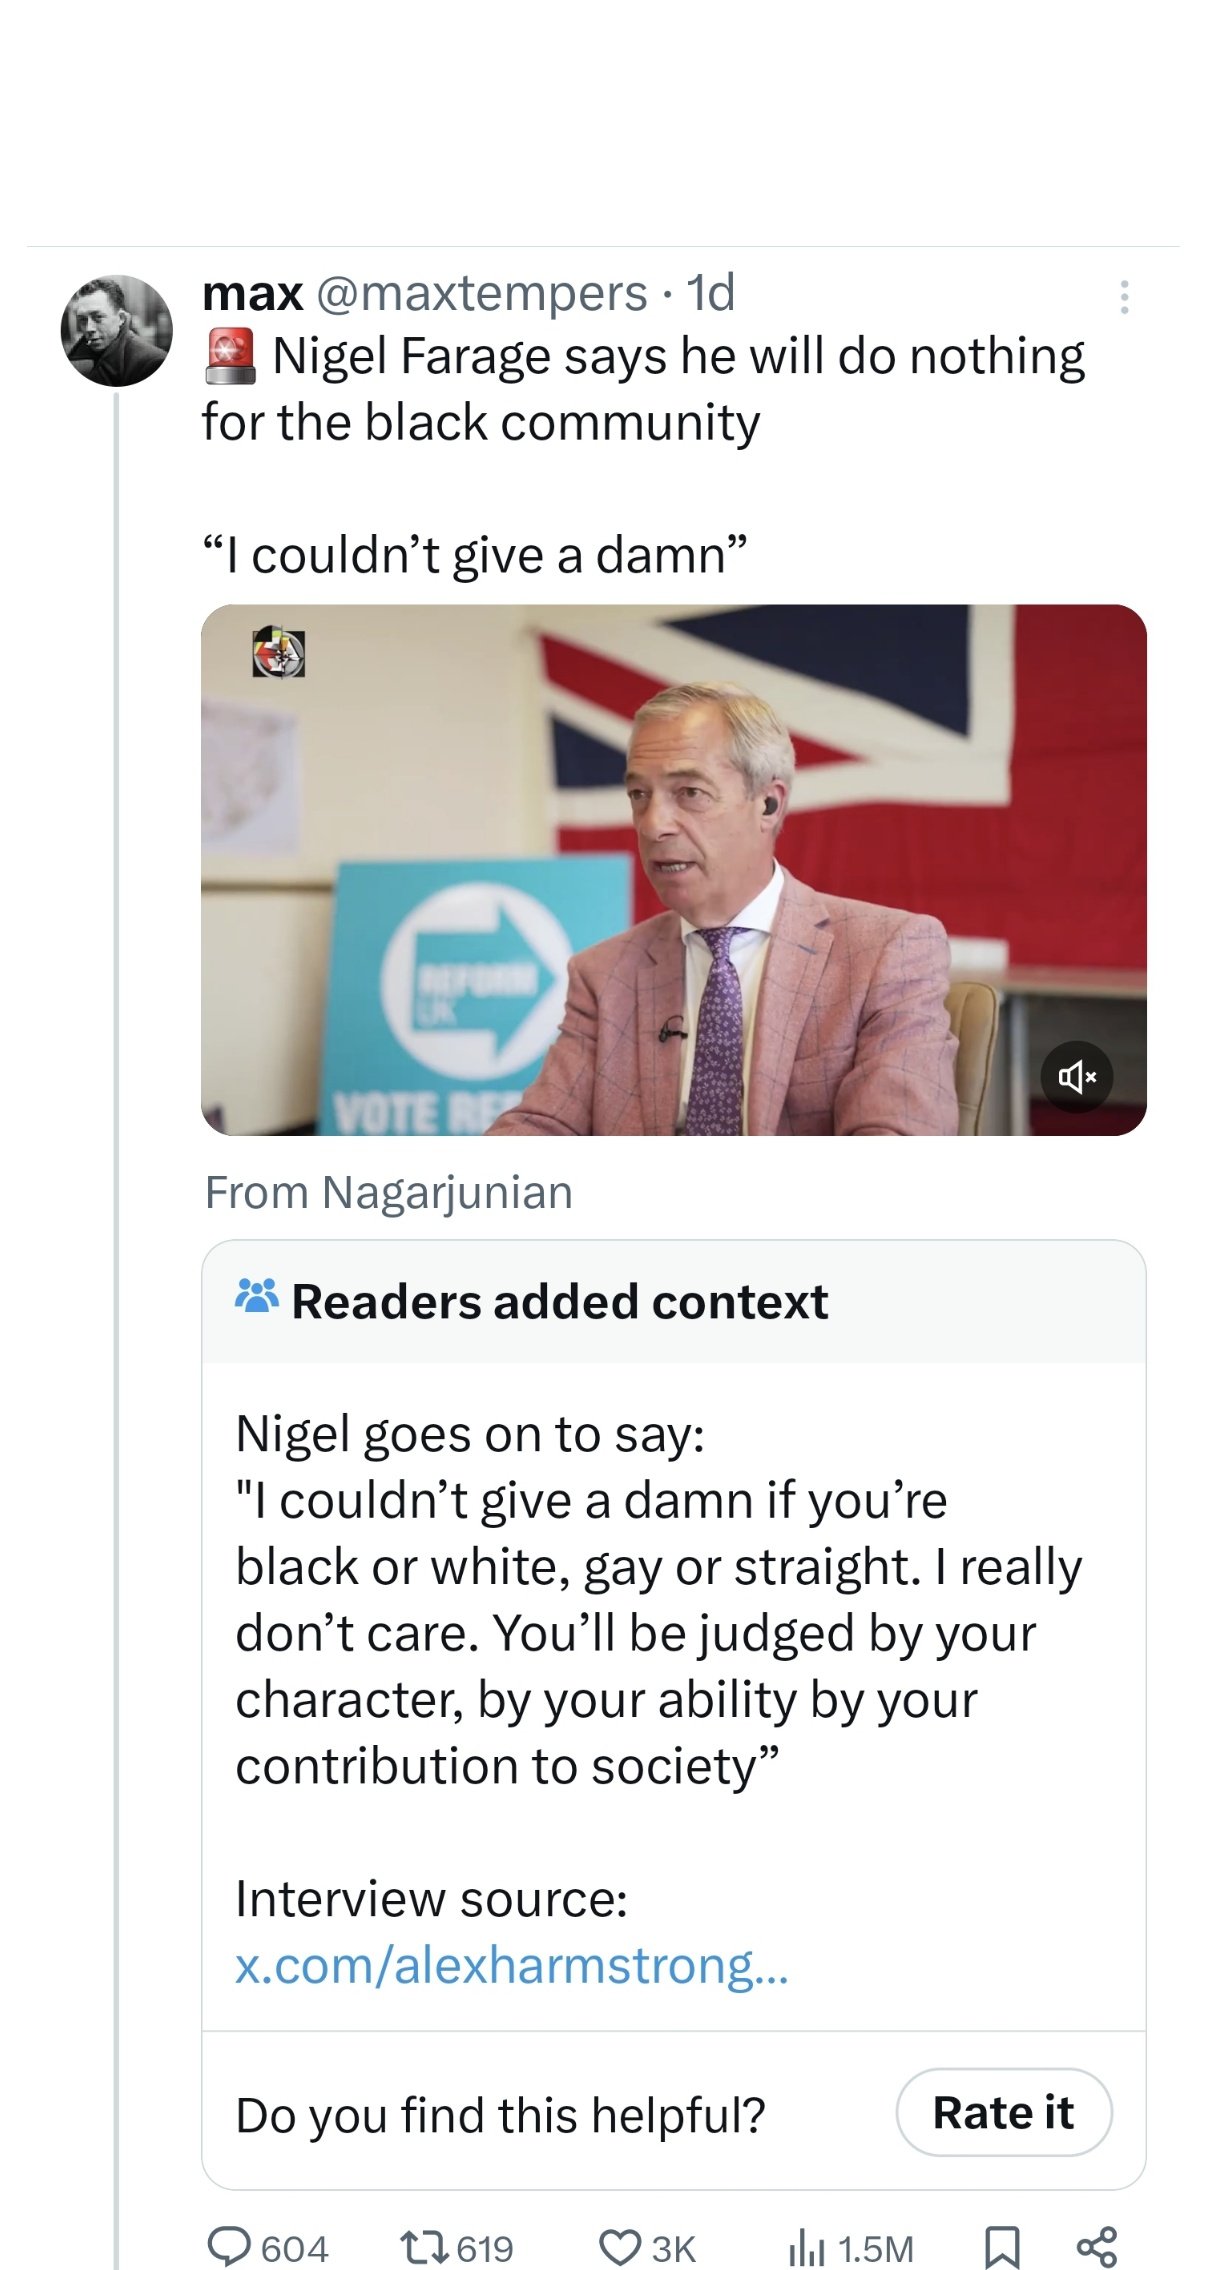 max @maxtempers · 1d
🚨 Nigel Farage says he will do nothing
for the black community
“I couldn’t give a damn”
REFORM
UK
VOTE REF
From Nagarjunian
Readers added context
Nigel goes on to say:
"I couldn’t give a damn if you’re
black or white, gay or straight. I really
don’t care. You’ll be judged by your
character, by your ability by your
contribution to society”
Interview source:
x.com/alexharmstrong...
Do you find this helpful?
Rate it
604 619 3K 1.5M